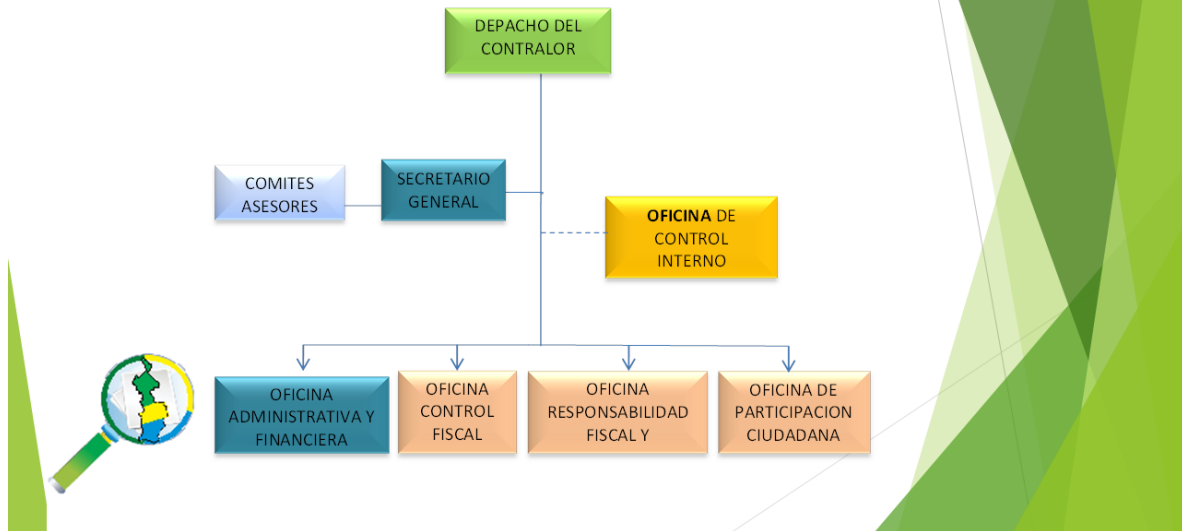 DEPACHO DEL
CONTRALOR
COMITES
ASESORES
SECRETARIO
GENERAL
OFICINA DE
CONTROL
INTERNO
OFICINA
ADMINISTRATIVA Y
FINANCIERA
OFICINA
CONTROL
FISCAL
OFICINA
RESPONSABILIDAD
FISCAL Y
OFICINA DE
PARTICIPACION
CIUDADANA